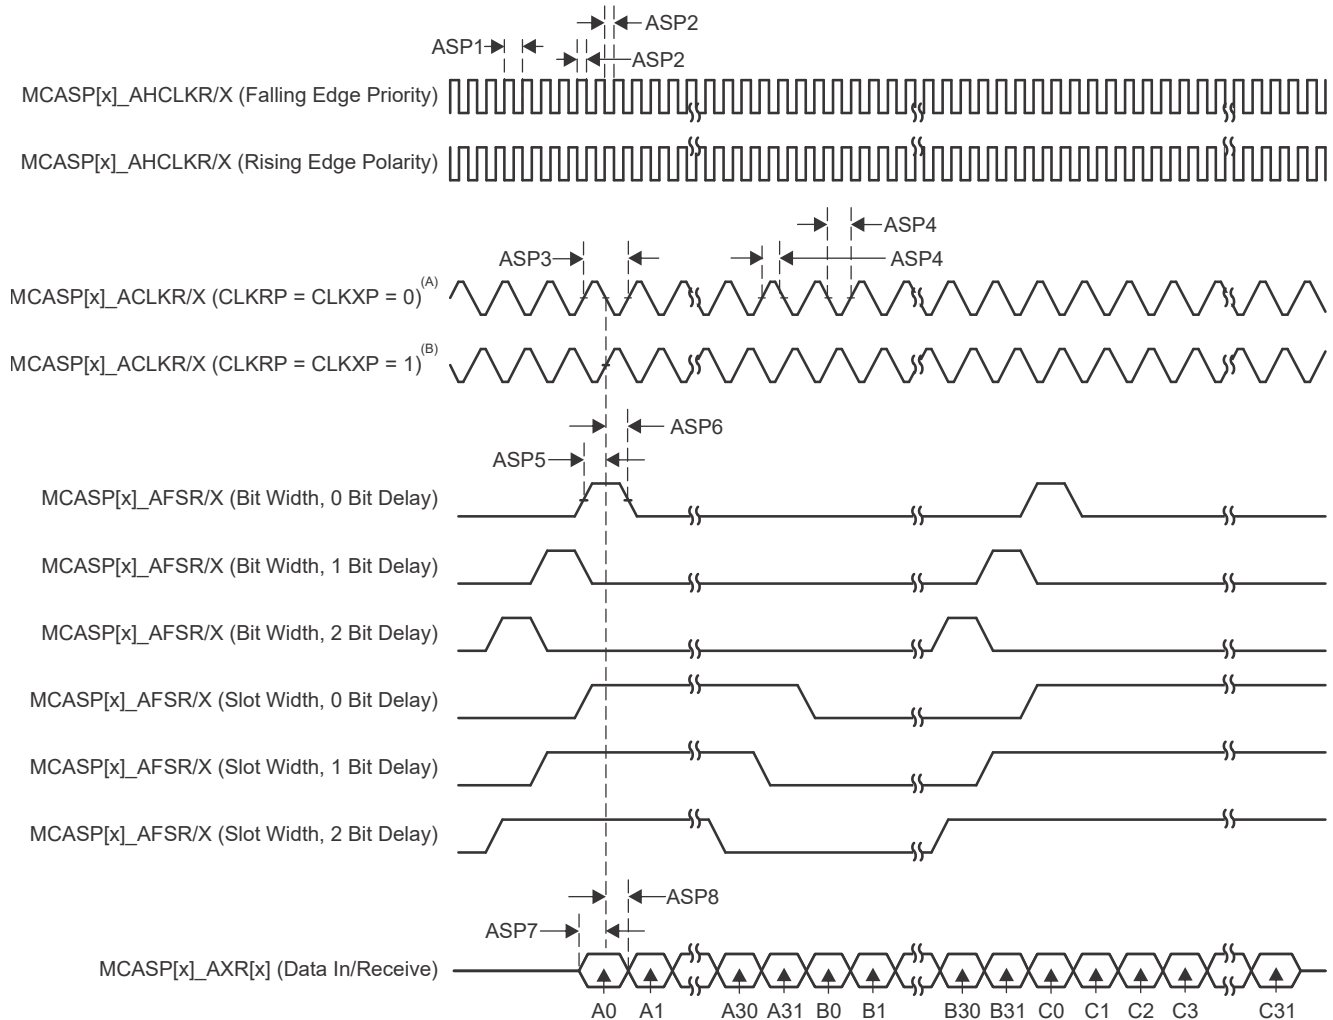 ASP2
ASP1
ASP2
MCASP[x]_AHCLKR/X (Falling Edge Priority)
MCASP[x]_AHCLKR/X (Rising Edge Polarity)
ASP4
ASP3
ASP4
MCASP[x]_ACLKR/X (CLKRP = CLKXP = 0)(A)
MCASP[x]_ACLKR/X (CLKRP = CLKXP = 1)(B)
ASP6
ASP5
MCASP[x]_AFSR/X (Bit Width, 0 Bit Delay)
MCASP[x]_AFSR/X (Bit Width, 1 Bit Delay)
MCASP[x]_AFSR/X (Bit Width, 2 Bit Delay)
MCASP[x]_AFSR/X (Slot Width, 0 Bit Delay)
MCASP[x]_AFSR/X (Slot Width, 1 Bit Delay)
MCASP[x]_AFSR/X (Slot Width, 2 Bit Delay)
ASP8
ASP7
MCASP[x]_AXR[x] (Data In/Receive)
A0 A1 A30 A31 B0 B1 B30 B31 C0 C1 C2 C3 C31